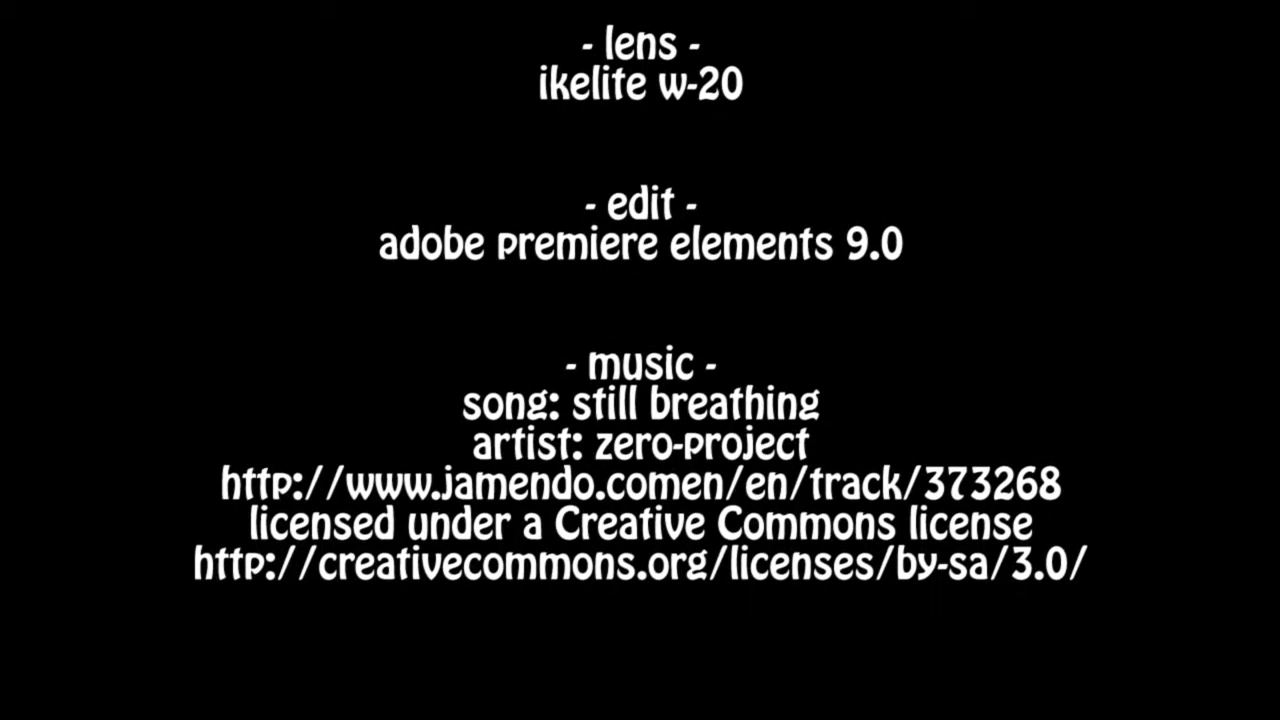 - lens -
ikelite w-20
- edit -
adobe premiere elements 9.0
- music -
song: still breathing
artist: zero-project
http://www.jamendo.comen/en/track/373268
licensed under a Creative Commons license
http://creativecommons.org/licenses/by-sa/3.0/